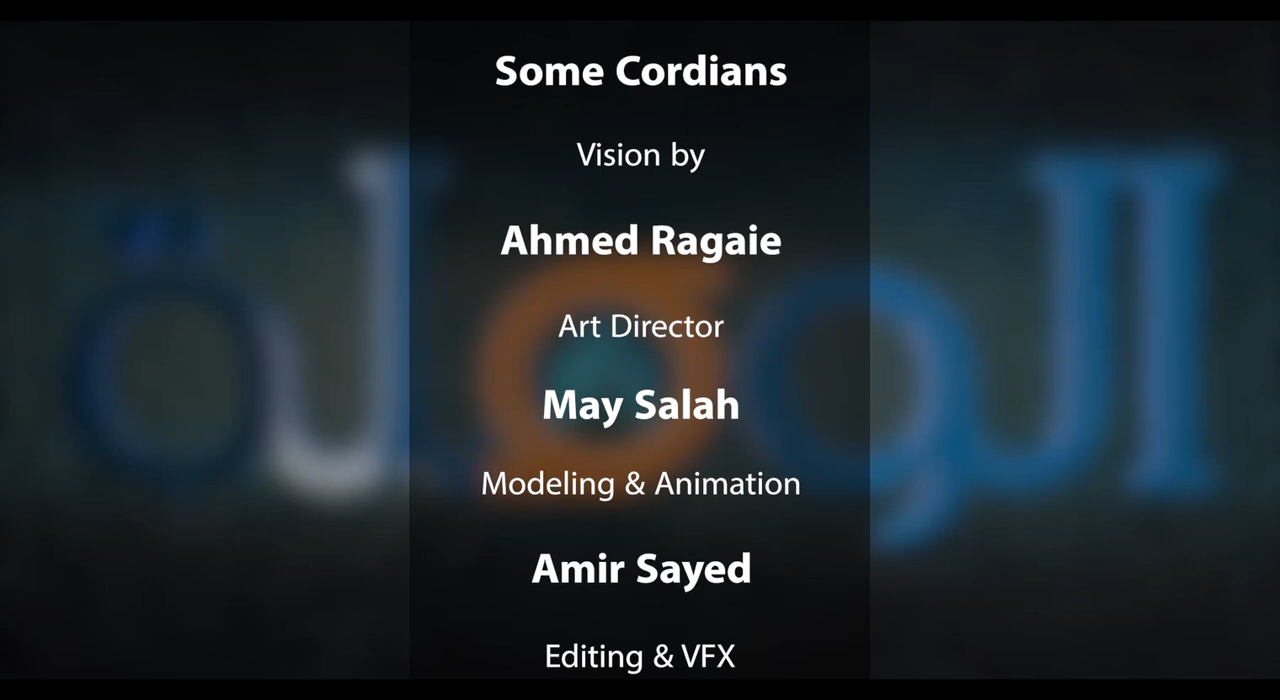 Some Cordians
Vision by
Ahmed Ragaie
Art Director
May Salah
Modeling & Animation
Amir Sayed
Editing & VFX